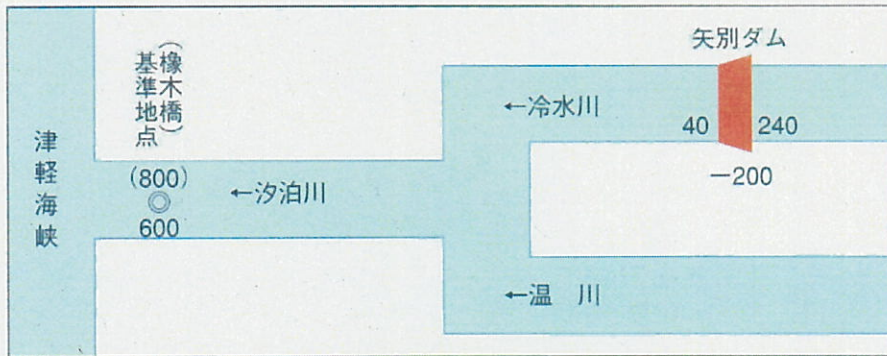 矢別ダム
(橡木橋)
基準地点
←冷水川
40
240
津軽海峡
(800)
◎
600
←汐泊川
−200
←温 川